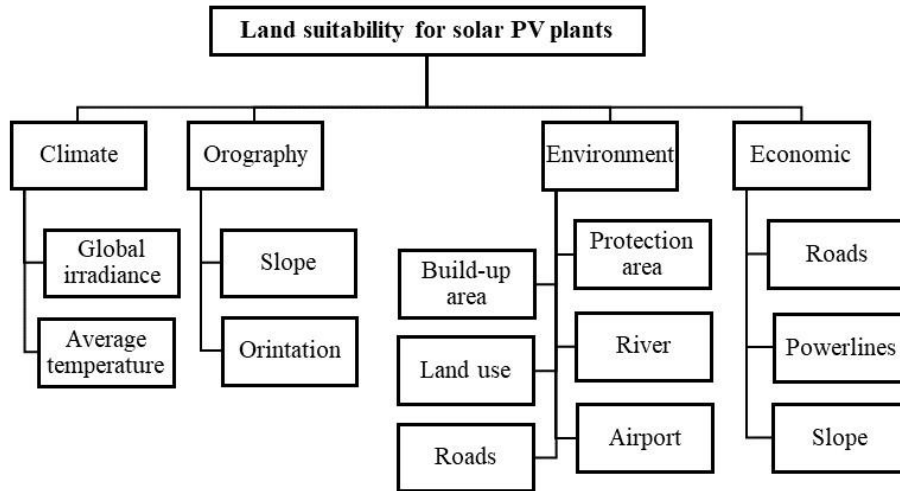 Land suitability for solar PV plants
Climate
Orography
Environment
Economic
Global
irradiance
Average
temperature
Slope
Orintation
Build-up
area
Land use
Roads
Protection
area
River
Airport
Roads
Powerlines
Slope